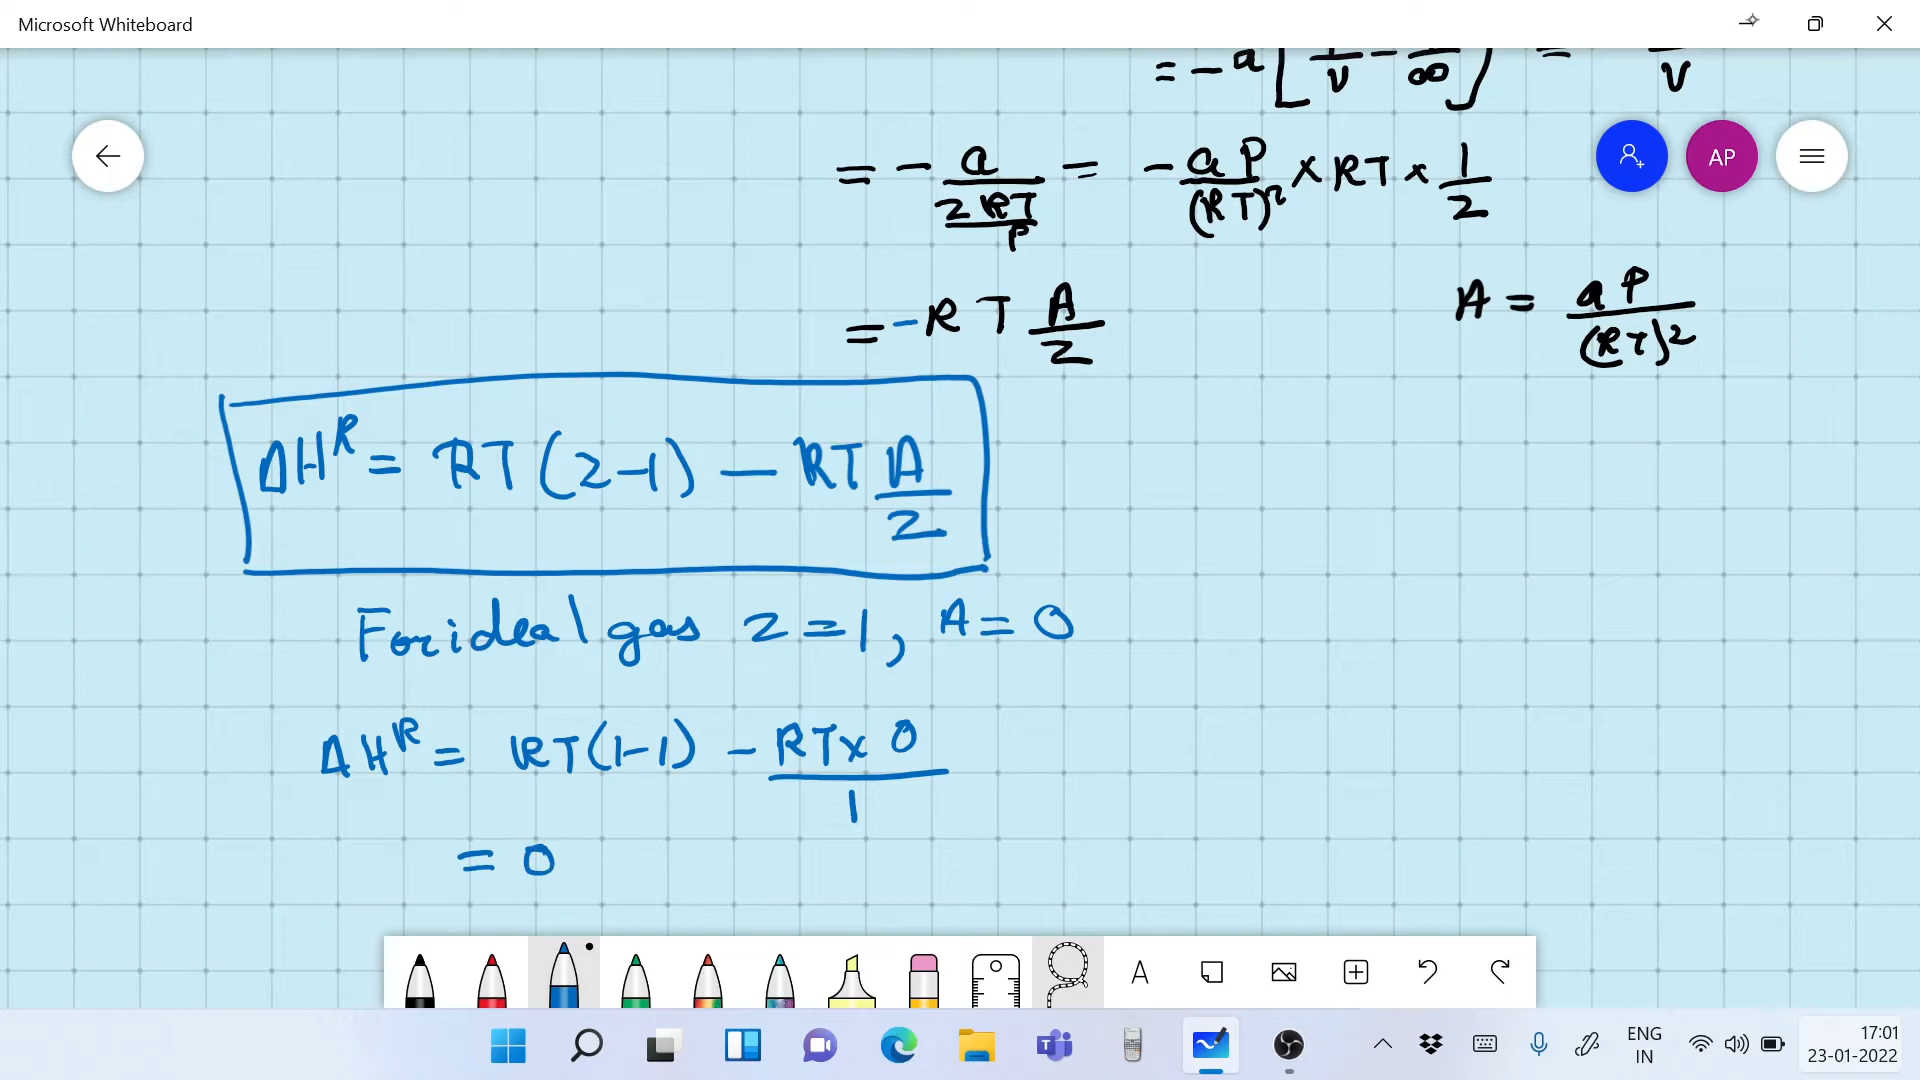 Microsoft Whiteboard
= - a [ 1/v - 1/∞ ] = /v
= - a/(2RT/P) = - aP/(RT)² × RT × 1/2
AP
= - RT A/2
A = aP/(RT)²
ΔH^R = RT(Z-1) - RT A/Z
For ideal gas Z = 1, A = 0
ΔH^R = RT(1-1) - RT × 0/1
= 0
A
T
ENG
IN
17:01
23-01-2022